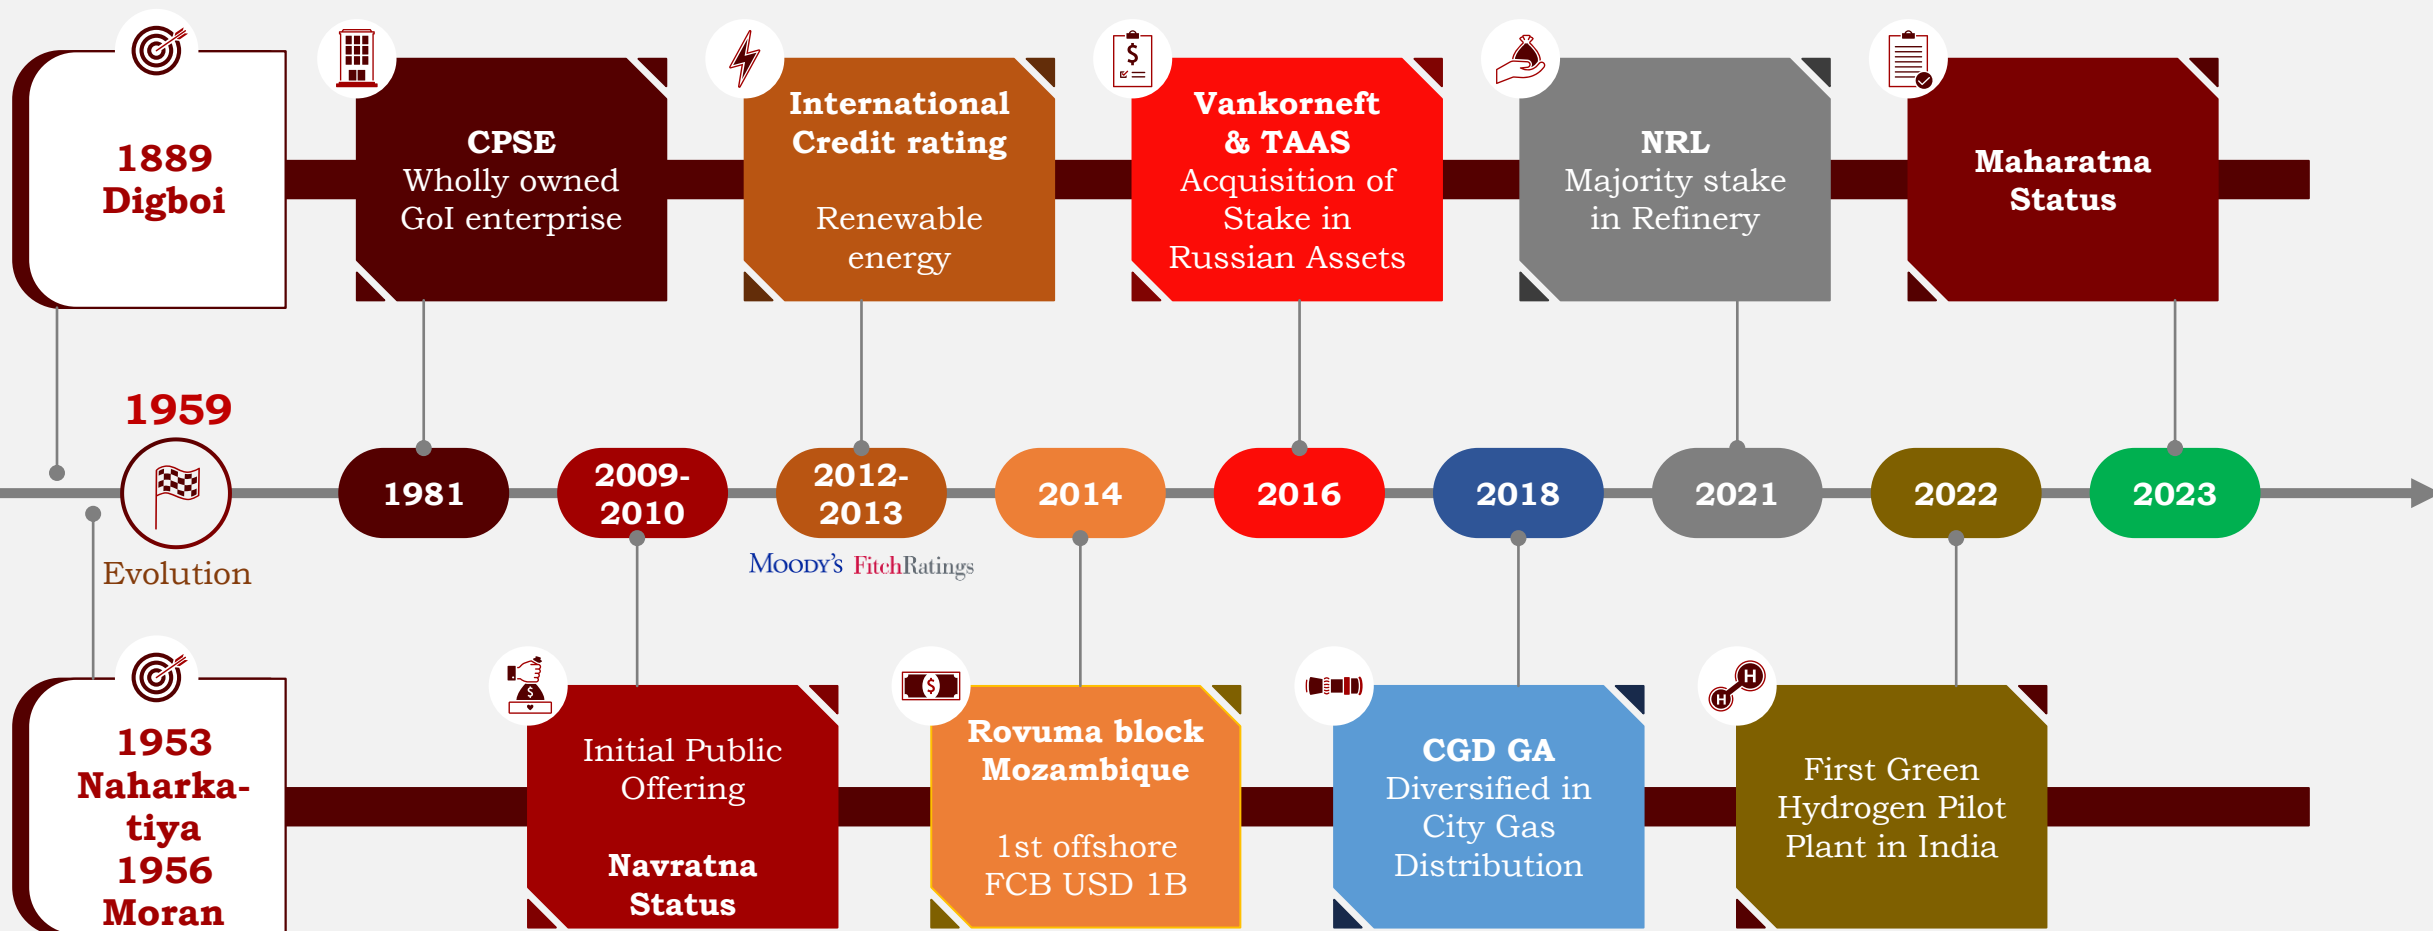 1889
Digboi
CPSE
Wholly owned
GoI enterprise
International
Credit rating
Renewable
energy
$
Vankorneft
& TAAS
Acquisition of
Stake in
Russian Assets
NRL
Majority stake
in Refinery
Maharatna
Status
1959
Evolution
1981
2009-
2010
2012-
2013
2014
2016
2018
2021
2022
2023
MOODY'S FitchRatings
1953
Naharka-
tiya
1956
Moran
$
Initial Public
Offering
Navratna
Status
$
Rovuma block
Mozambique
1st offshore
FCB USD 1B
CGD GA
Diversified in
City Gas
Distribution
H
H
First Green
Hydrogen Pilot
Plant in India